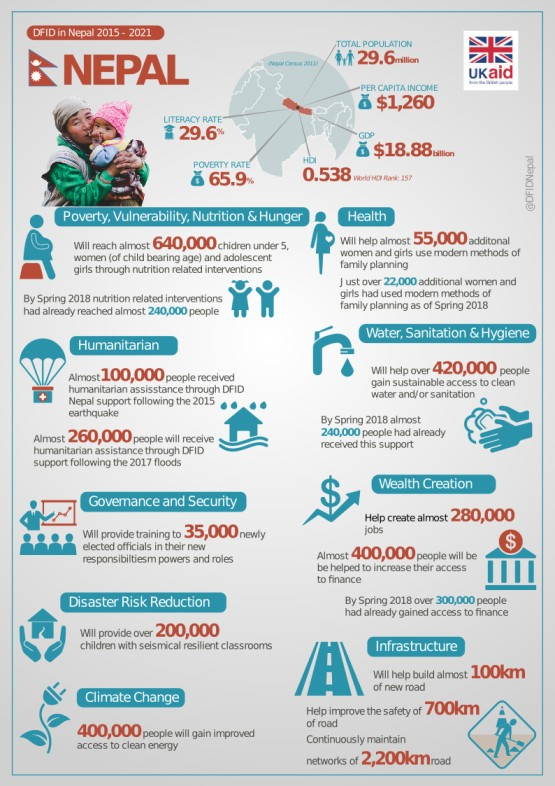 DFID in Nepal 2015 - 2021
NEPAL
(Nepal Census 2011)
TOTAL POPULATION
29.6 million
PER CAPITA INCOME
$1,260
GDP
$18.88 billion
HDI
0.538 World HDI Rank: 157
LITERACY RATE
29.6%
POVERTY RATE
65.9%
UKaid
from the British people
@DFIDNepal
Poverty, Vulnerability, Nutrition & Hunger
Will reach almost 640,000 chidren under 5,
women (of child bearing age) and adolescent
girls through nutrition related interventions
By Spring 2018 nutrition related interventions
had already reached almost 240,000 people
Health
Will help almost 55,000 additonal
women and girls use modern methods of
family planning
Just over 22,000 additional women and
girls had used modern methods of
family planning as of Spring 2018
Humanitarian
Almost 100,000 people received
humanitarian assisstance through DFID
Nepal support following the 2015
earthquake
Almost 260,000 people will receive
humanitarian assistance through DFID
support following the 2017 floods
Water, Sanitation & Hygiene
Will help over 420,000 people
gain sustainable access to clean
water and/or sanitation
By Spring 2018 almost
240,000 people had already
received this support
Governance and Security
Will provide training to 35,000 newly
elected officials in their new
responsibiltiesm powers and roles
Wealth Creation
Help create almost 280,000
jobs
Almost 400,000 people will be
be helped to increase their access
to finance
By Spring 2018 over 300,000 people
had already gained access to finance
Disaster Risk Reduction
Will provide over 200,000
children with seismical resilient classrooms
Infrastructure
Will help build almost 100km
of new road
Help improve the safety of 700km
of road
Continuously maintain
networks of 2,200km road
Climate Change
400,000 people will gain improved
access to clean energy